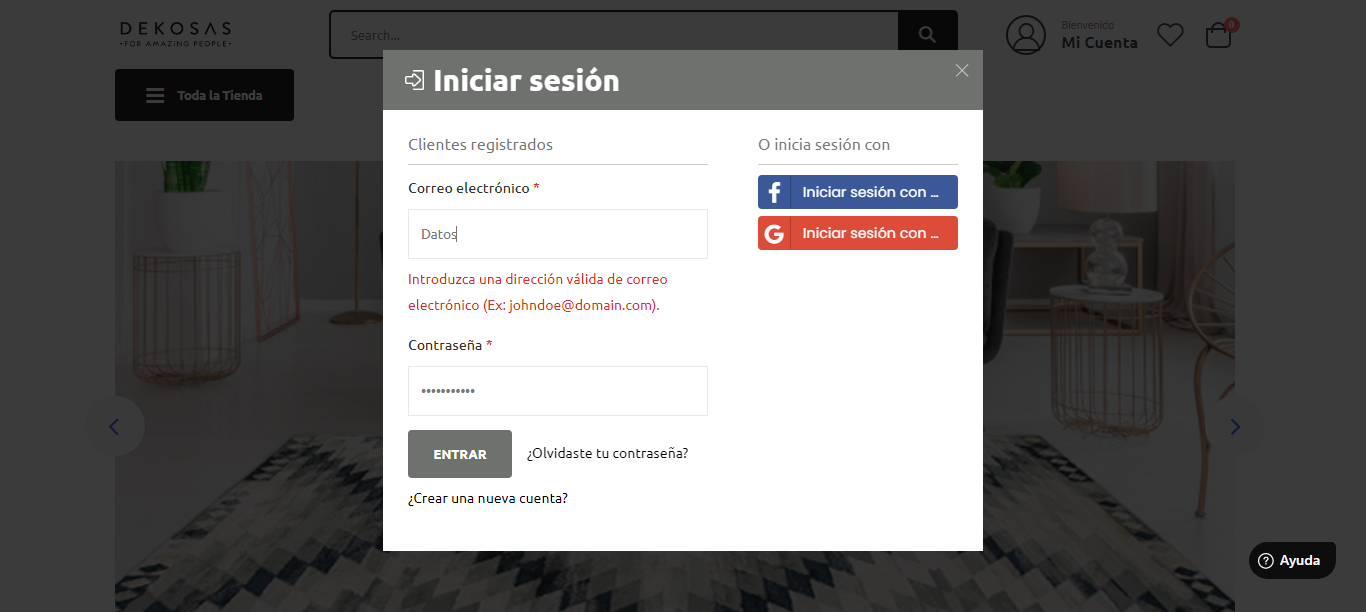 DEKOSAS
•FOR AMAZING PEOPLE•
Search...
Bienvenido
Mi Cuenta
0
Toda la Tienda
Iniciar sesión
Clientes registrados
Correo electrónico *
Datos
Introduzca una dirección válida de correo
electrónico (Ex: johndoe@domain.com).
Contraseña *
•••••••••••
ENTRAR
¿Olvidaste tu contraseña?
¿Crear una nueva cuenta?
O inicia sesión con
f Iniciar sesión con ...
G Iniciar sesión con ...
? Ayuda